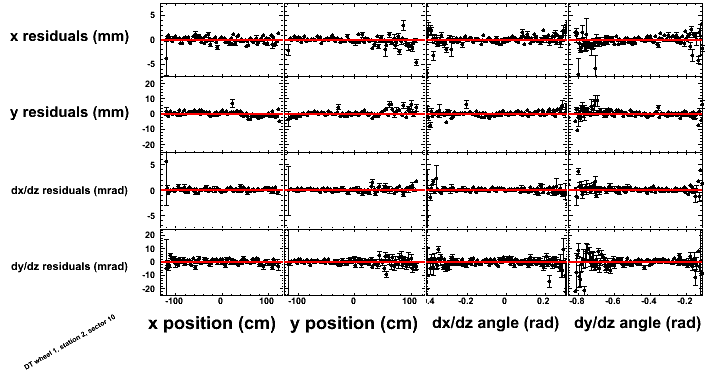 x residuals (mm)
5
0
-5
y residuals (mm)
20
10
0
-10
-20
dx/dz residuals (mrad)
5
0
-5
dy/dz residuals (mrad)
20
10
0
-10
-20
-100 0 100 -100 0 100 -.4 -0.2 0 0.2 -0.8 -0.6 -0.4 -0.2
x position (cm) y position (cm) dx/dz angle (rad) dy/dz angle (rad)
DT wheel 1, station 2, sector 10